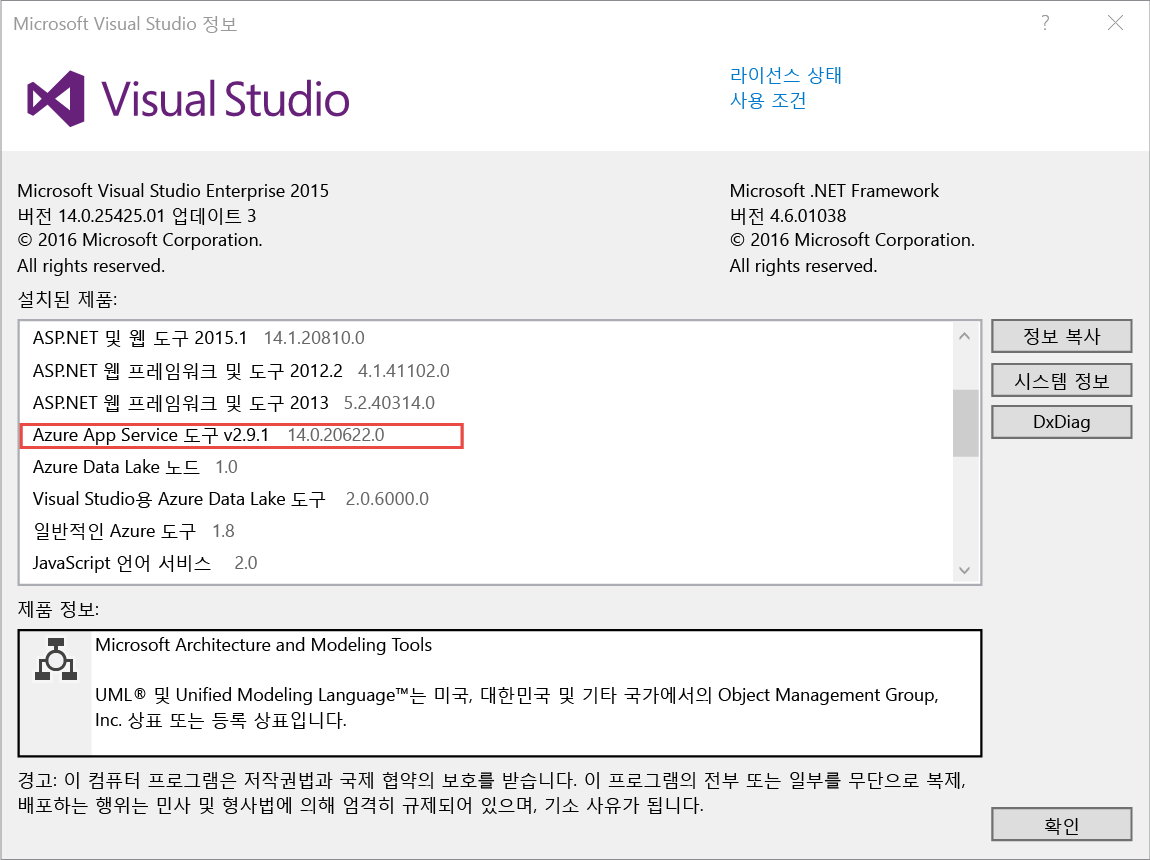 Microsoft Visual Studio 정보
?
Visual Studio
라이선스 상태
사용 조건
Microsoft Visual Studio Enterprise 2015
버전 14.0.25425.01 업데이트 3
© 2016 Microsoft Corporation.
All rights reserved.
Microsoft .NET Framework
버전 4.6.01038
© 2016 Microsoft Corporation.
All rights reserved.
설치된 제품:
ASP.NET 및 웹 도구 2015.1 14.1.20810.0
ASP.NET 웹 프레임워크 및 도구 2012.2 4.1.41102.0
ASP.NET 웹 프레임워크 및 도구 2013 5.2.40314.0
Azure App Service 도구 v2.9.1 14.0.20622.0
Azure Data Lake 노드 1.0
Visual Studio용 Azure Data Lake 도구 2.0.6000.0
일반적인 Azure 도구 1.8
JavaScript 언어 서비스 2.0
정보 복사
시스템 정보
DxDiag
제품 정보:
Microsoft Architecture and Modeling Tools
UML® 및 Unified Modeling Language™는 미국, 대한민국 및 기타 국가에서의 Object Management Group,
Inc. 상표 또는 등록 상표입니다.
경고: 이 컴퓨터 프로그램은 저작권법과 국제 협약의 보호를 받습니다. 이 프로그램의 전부 또는 일부를 무단으로 복제,
배포하는 행위는 민사 및 형사법에 의해 엄격히 규제되어 있으며, 기소 사유가 됩니다.
확인